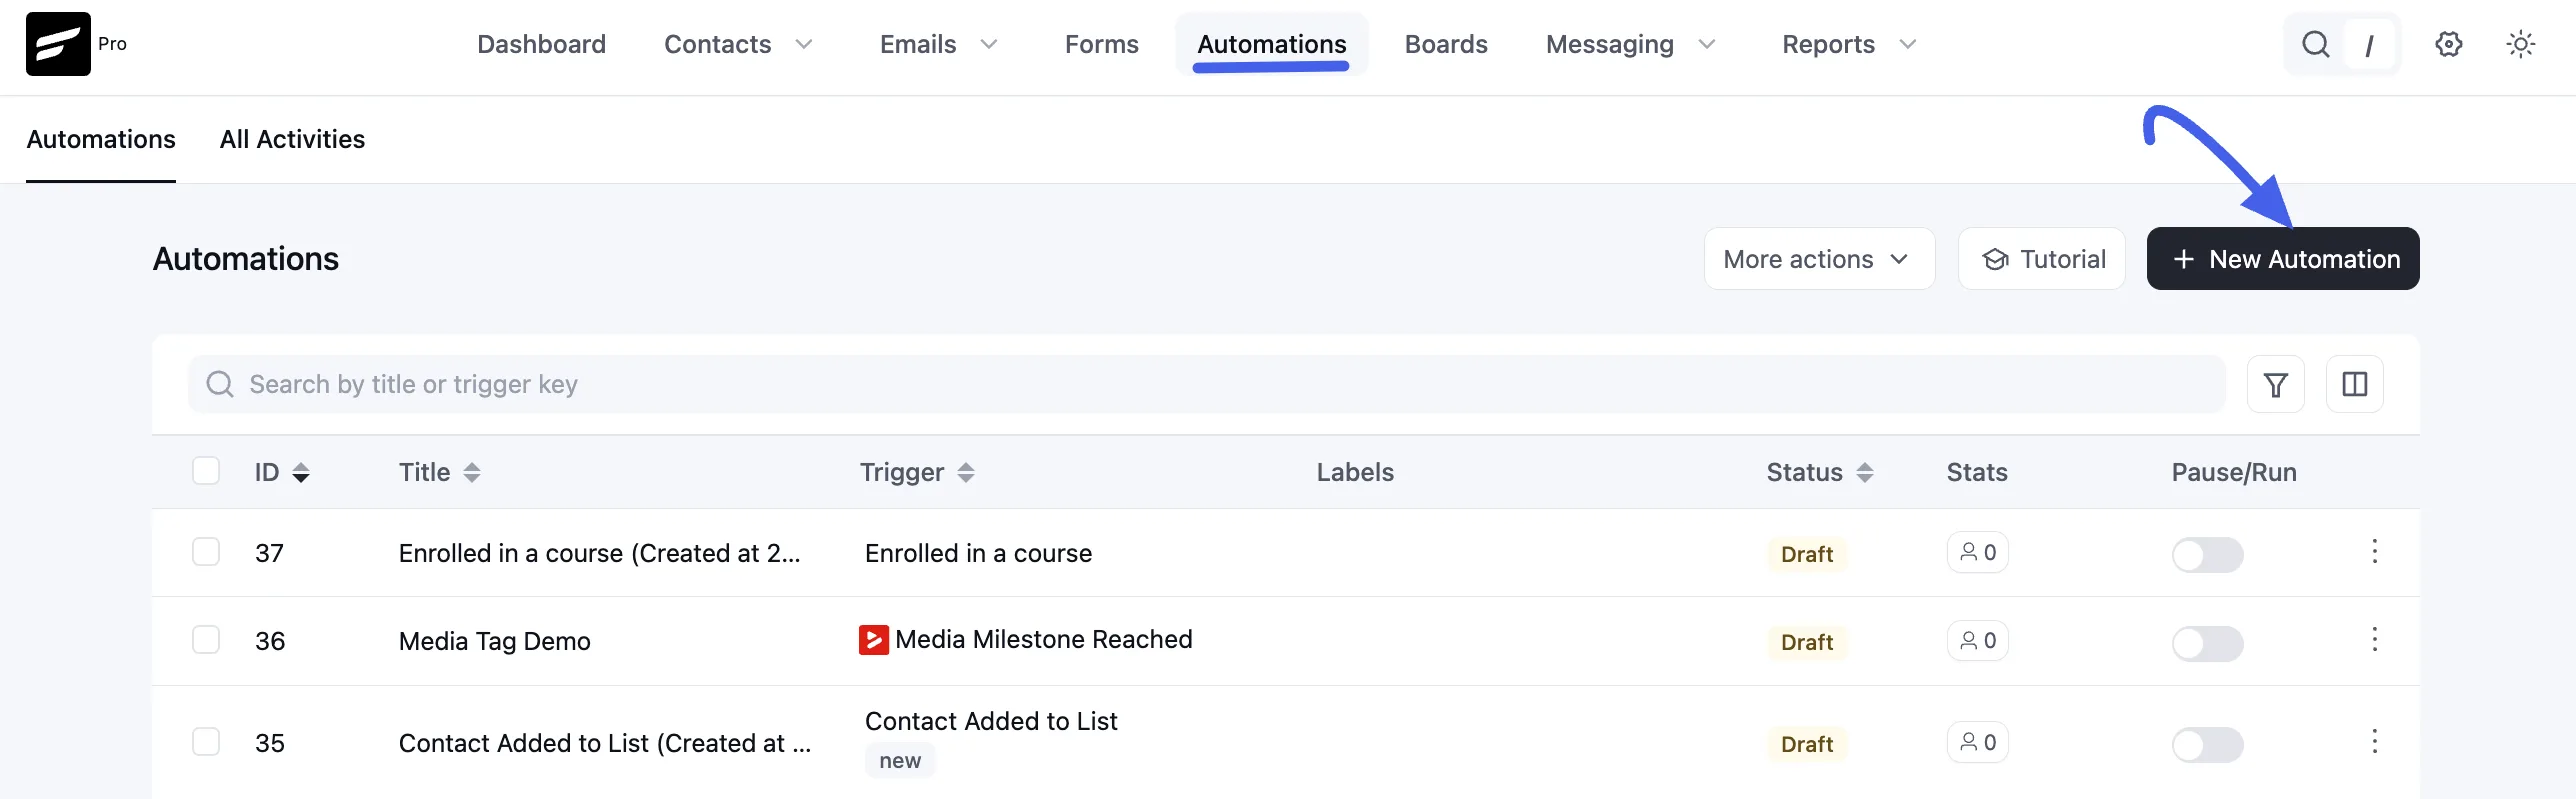 Pro
Dashboard Contacts Emails Forms Automations Boards Messaging Reports /
Automations All Activities
Automations More actions Tutorial + New Automation
Search by title or trigger key
ID Title Trigger Labels Status Stats Pause/Run
37 Enrolled in a course (Created at 2... Enrolled in a course Draft 0
36 Media Tag Demo Media Milestone Reached Draft 0
35 Contact Added to List (Created at ... Contact Added to List Draft 0
new